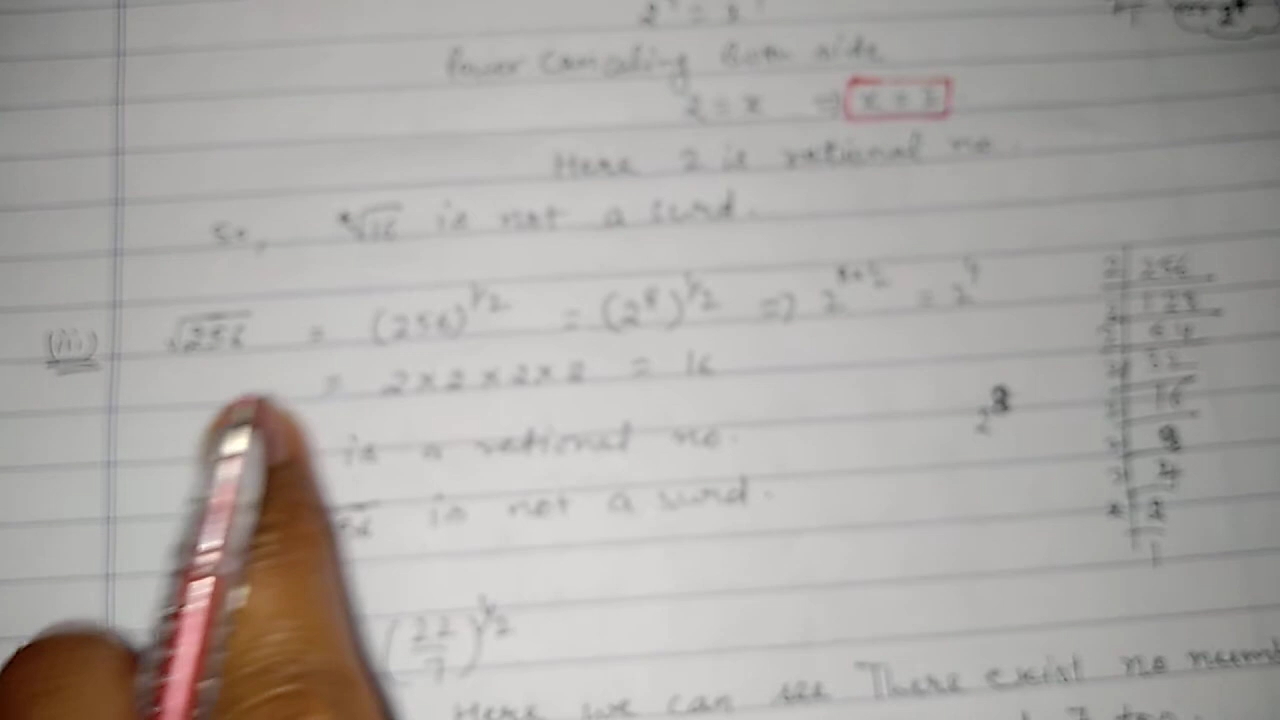 Power canceling both side
2 = x ⇒ x = 2
Here 2 is rational no.
So, ⁴√16 is not a surd.
(iii) √256 = (256)^1/2 = (2^8)^1/2 ⇒ 2^8×1/2 = 2^4
= 2×2×2×2 = 16
is a rational no.
is not a surd.
(22/7)^1/2
Here we can see There exist no
2 | 256
2 | 128
2 | 64
2 | 32
2 | 16
2 | 8
2 | 4
2 | 2
1
2^8